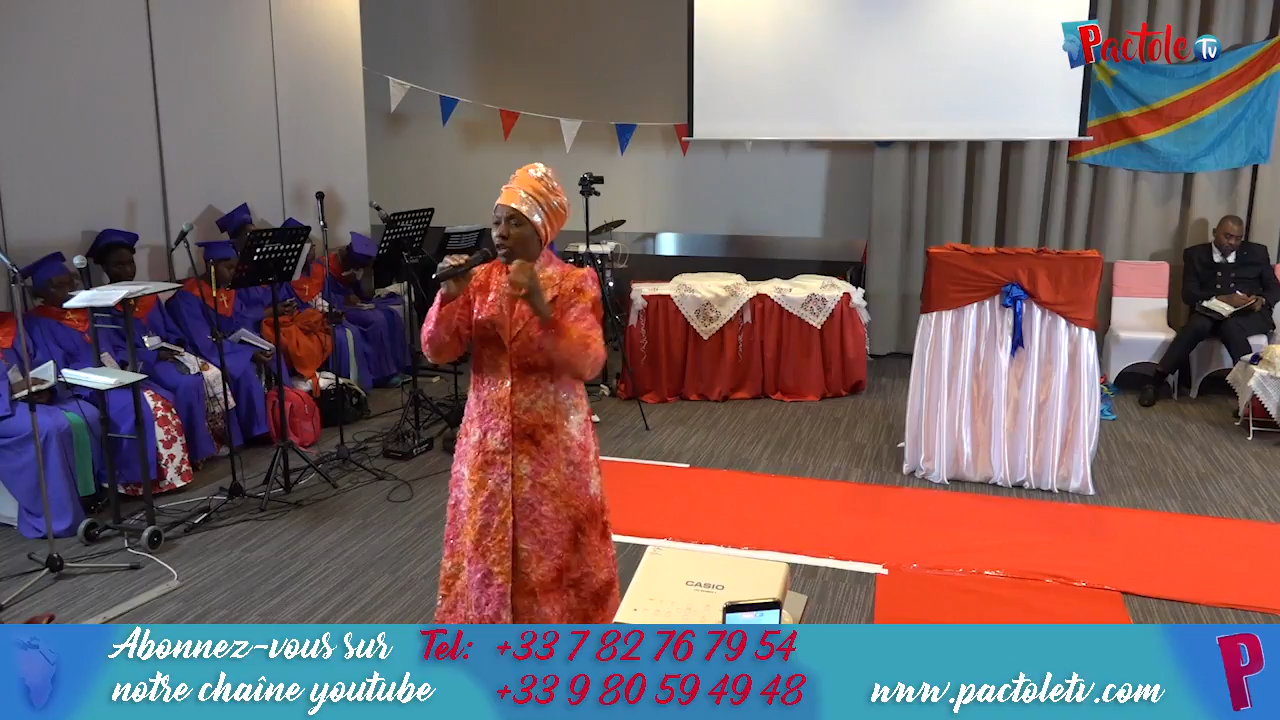 Pactole Tv
CASIO
Abonnez-vous sur
notre chaîne youtube
Tel: +33 7 82 76 79 54
+33 9 80 59 49 48
www.pactoletv.com
P